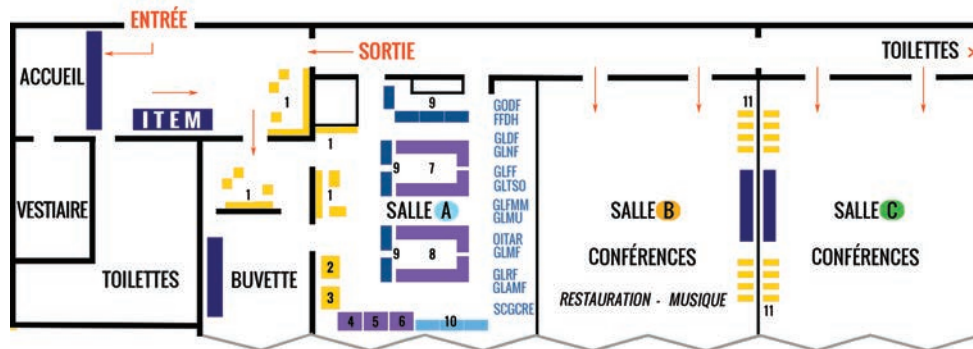 ENTRÉE
SORTIE
TOILETTES
ACCUEIL
ITEM
1
9
GODF
FFDH
11
1
GLDF
GLNF
9
7
GLFF
GLTSO
1
1
VESTIAIRE
SALLE A
GLFMM
GLMU
SALLE B
SALLE C
9
8
OITAR
GLMF
CONFÉRENCES
CONFÉRENCES
TOILETTES
BUVETTE
2
3
GLRF
GLAMF
RESTAURATION - MUSIQUE
SCGCRE
11
4 5 6 10